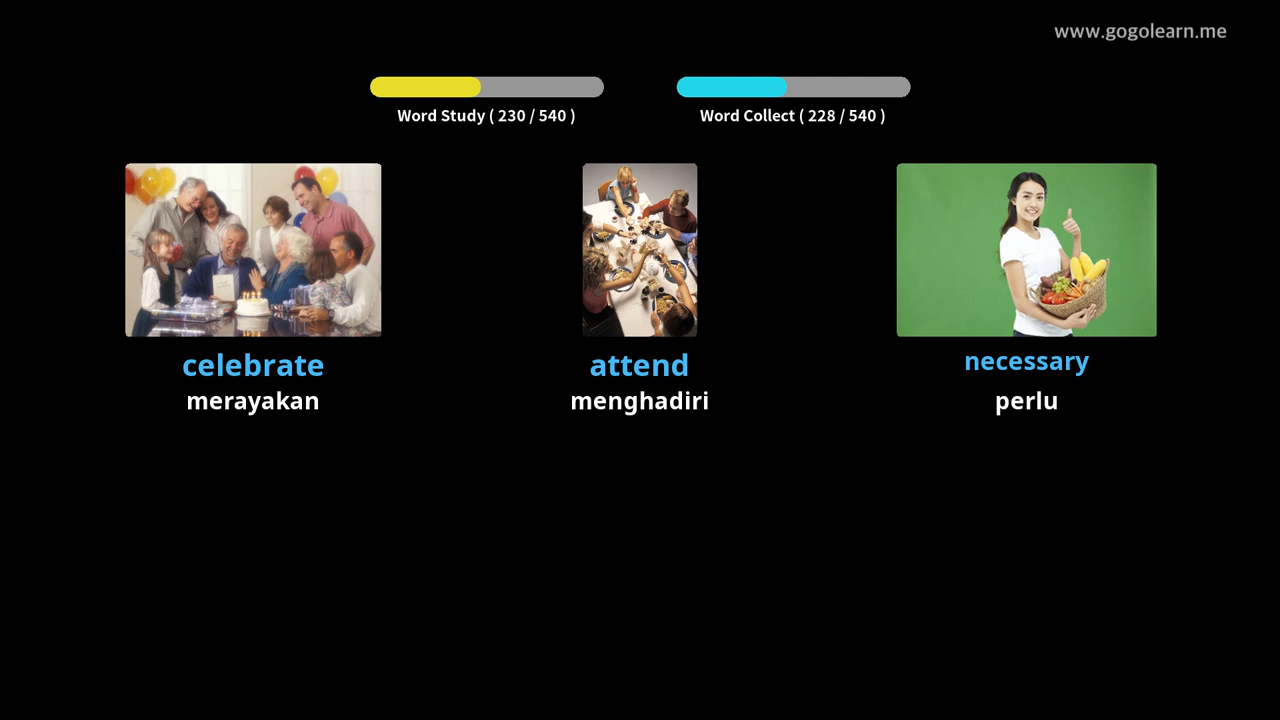 www.gogolearn.me
Word Study ( 230 / 540 )
Word Collect ( 228 / 540 )
celebrate
merayakan
attend
menghadiri
necessary
perlu